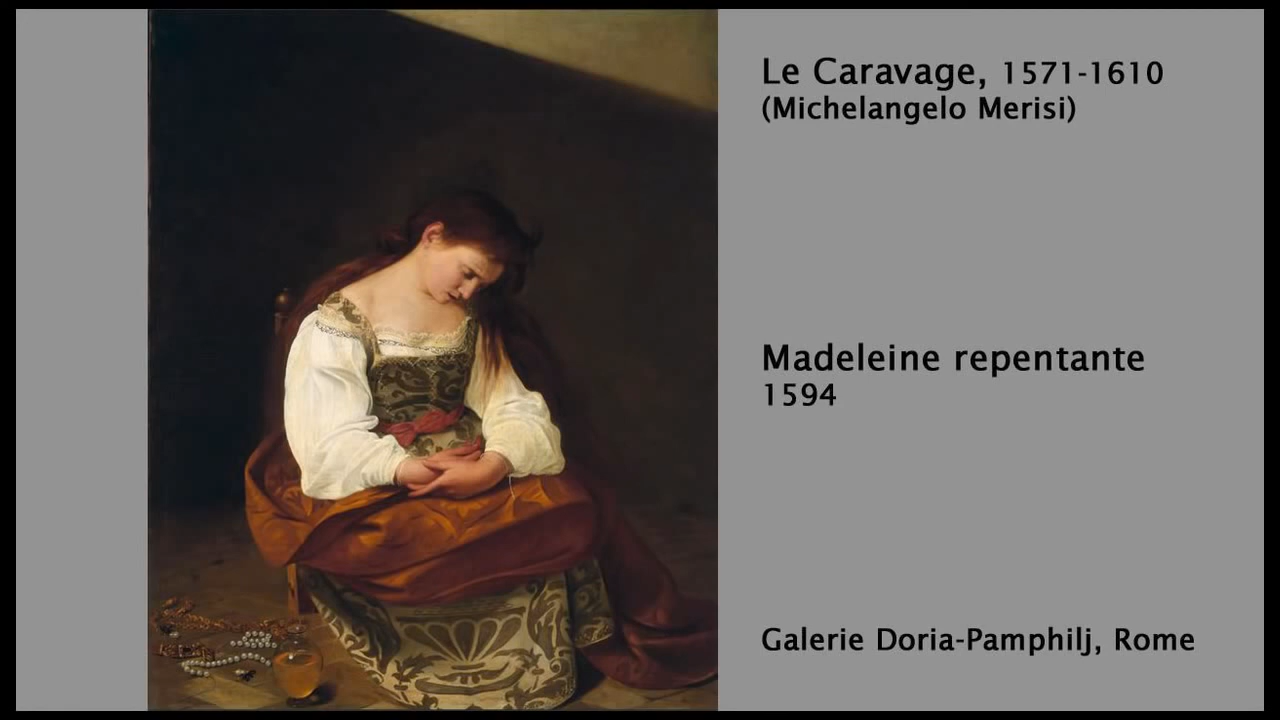 Le Caravage, 1571-1610
(Michelangelo Merisi)
Madeleine repentante
1594
Galerie Doria-Pamphilj, Rome